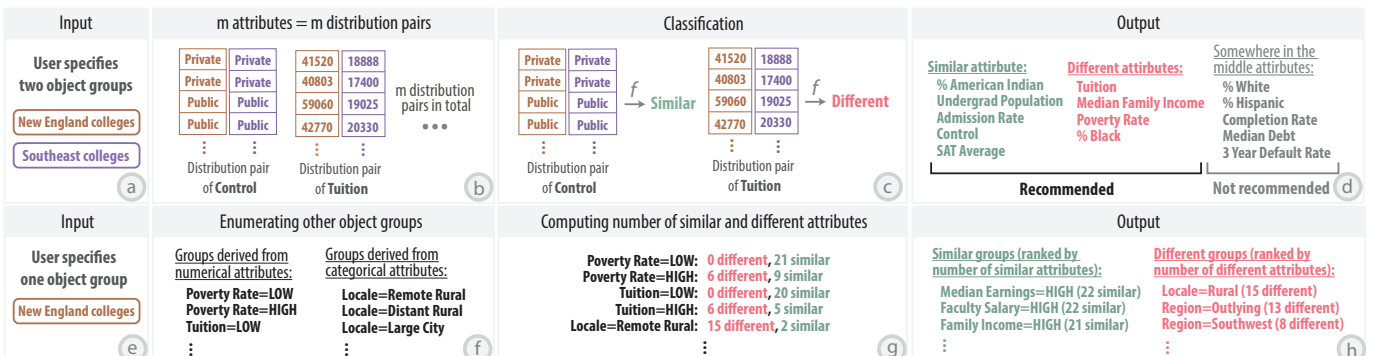 Input
User specifies
two object groups
New England colleges
Southeast colleges
a
m attributes = m distribution pairs
Private Private
Private Private
Public Public
Public Public
Distribution pair
of Control
41520 18888
40803 17400
59060 19025
42770 20330
Distribution pair
of Tuition
m distribution
pairs in total
b
Classification
Private Private
Private Private
Public Public
Public Public
Distribution pair
of Control
f
Similar
41520 18888
40803 17400
59060 19025
42770 20330
Distribution pair
of Tuition
f
Different
c
Output
Similar attribute:
% American Indian
Undergrad Population
Admission Rate
Control
SAT Average
Different attirbutes:
Tuition
Median Family Income
Poverty Rate
% Black
Recommended
Somewhere in the
middle attributes:
% White
% Hispanic
Completion Rate
Median Debt
3 Year Default Rate
Not recommended
d
Input
User specifies
one object group
New England colleges
e
Enumerating other object groups
Groups derived from
numerical attributes:
Poverty Rate=LOW
Poverty Rate=HIGH
Tuition=LOW
Groups derived from
categorical attributes:
Locale=Remote Rural
Locale=Distant Rural
Locale=Large City
f
Computing number of similar and different attributes
Poverty Rate=LOW: 0 different, 21 similar
Poverty Rate=HIGH: 6 different, 9 similar
Tuition=LOW: 0 different, 20 similar
Tuition=HIGH: 6 different, 5 similar
Locale=Remote Rural: 15 different, 2 similar
g
Output
Similar groups (ranked by
number of similar attributes):
Median Earnings=HIGH (22 similar)
Faculty Salary=HIGH (22 similar)
Family Income=HIGH (21 similar)
Different groups (ranked by
number of different attributes):
Locale=Rural (15 different)
Region=Outlying (13 different)
Region=Southwest (8 different)
h